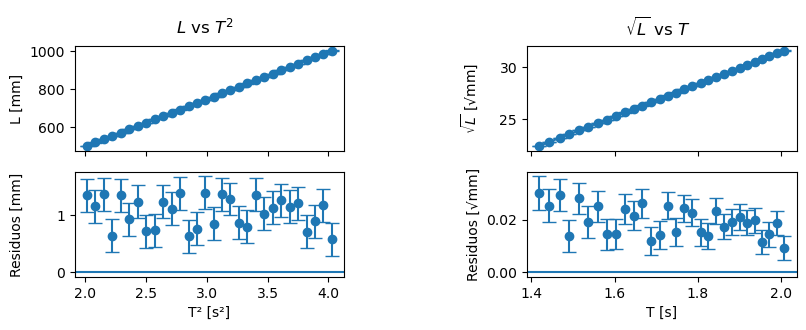 L vs T²
√L vs T
1000
800
600
L [mm]
30
25
√L [√mm]
1
0
Residuos [mm]
0.02
0.00
Residuos [√mm]
2.0 2.5 3.0 3.5 4.0
T² [s²]
1.4 1.6 1.8 2.0
T [s]